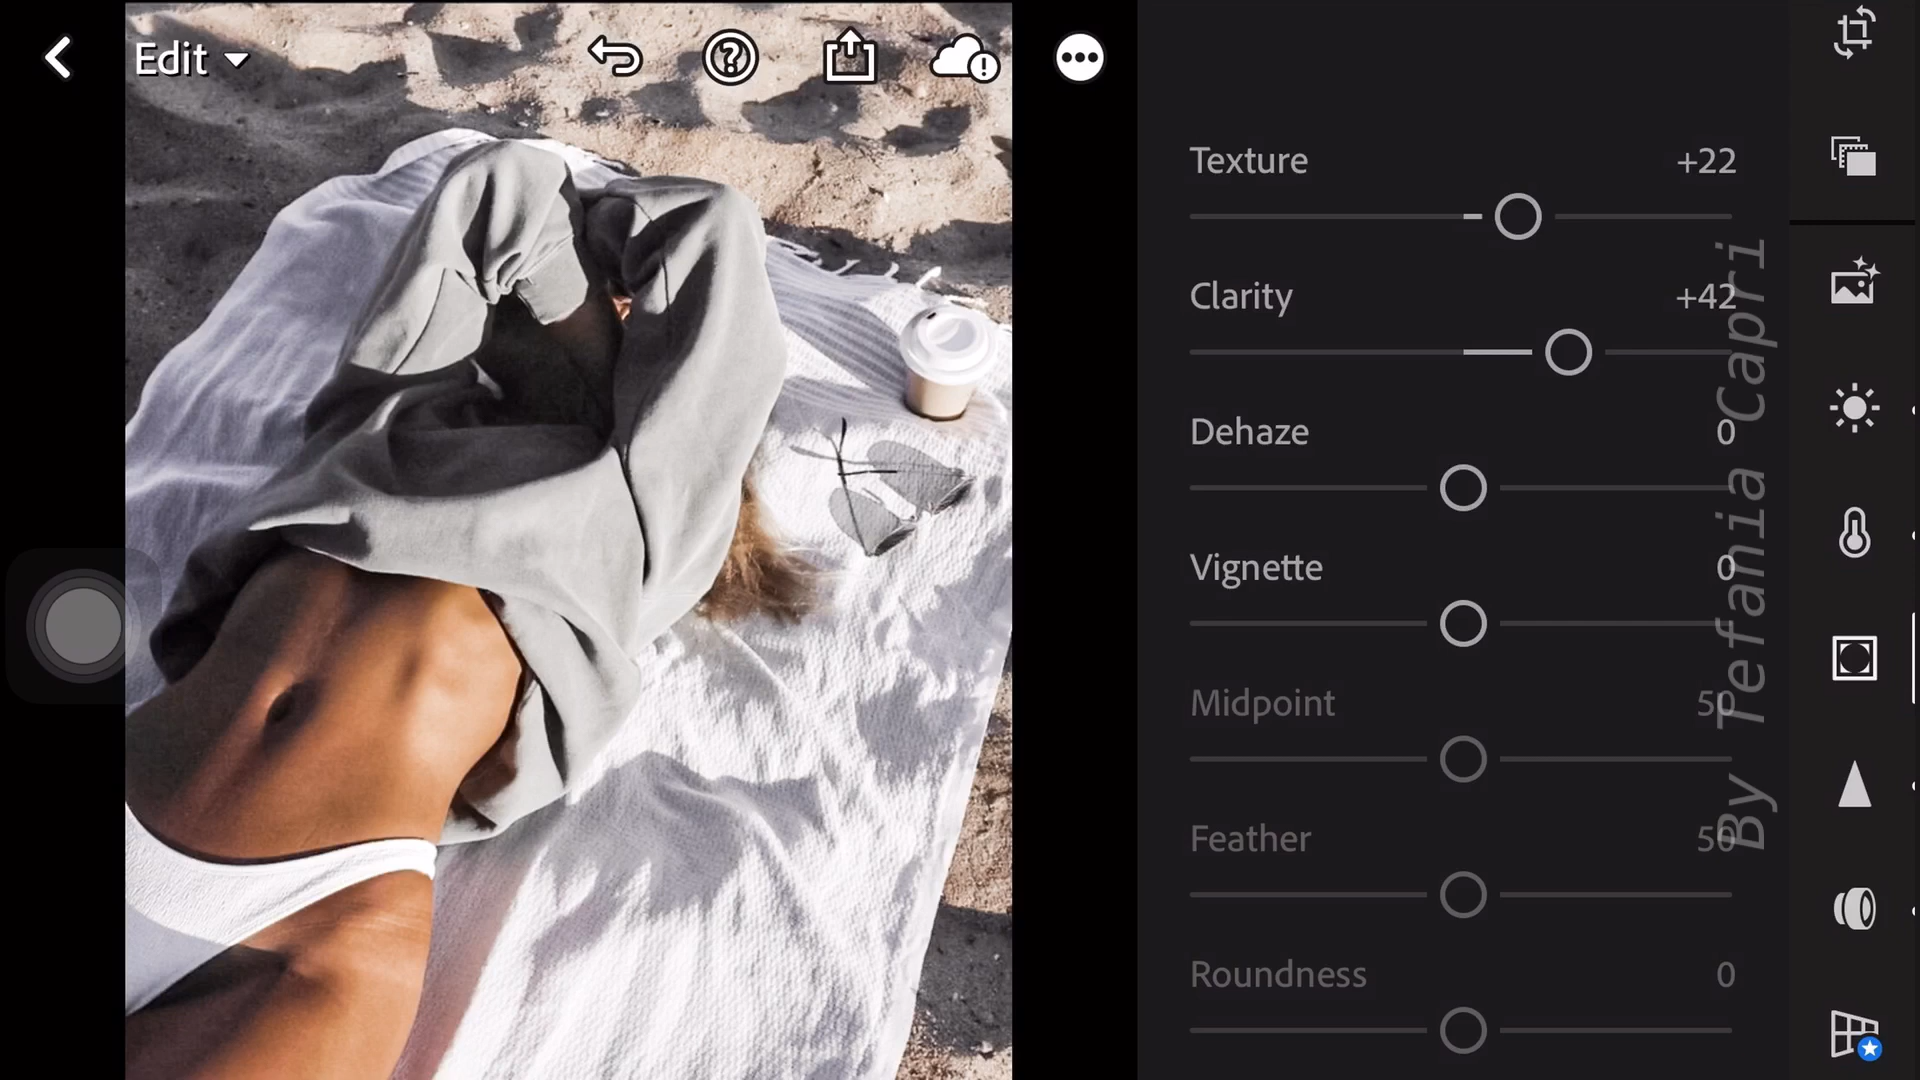 Edit
Texture +22
Clarity +42
Dehaze 0
Vignette 0
Midpoint 50
Feather 50
Roundness 0
By Tefania Capri